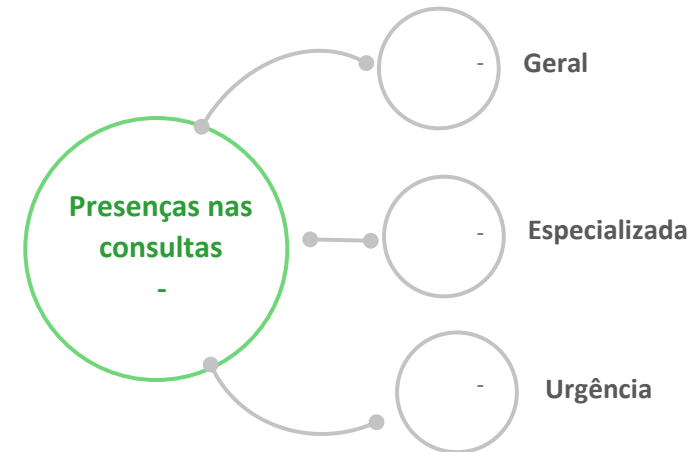 Presenças nas
consultas
-
- Geral
- Especializada
- Urgência